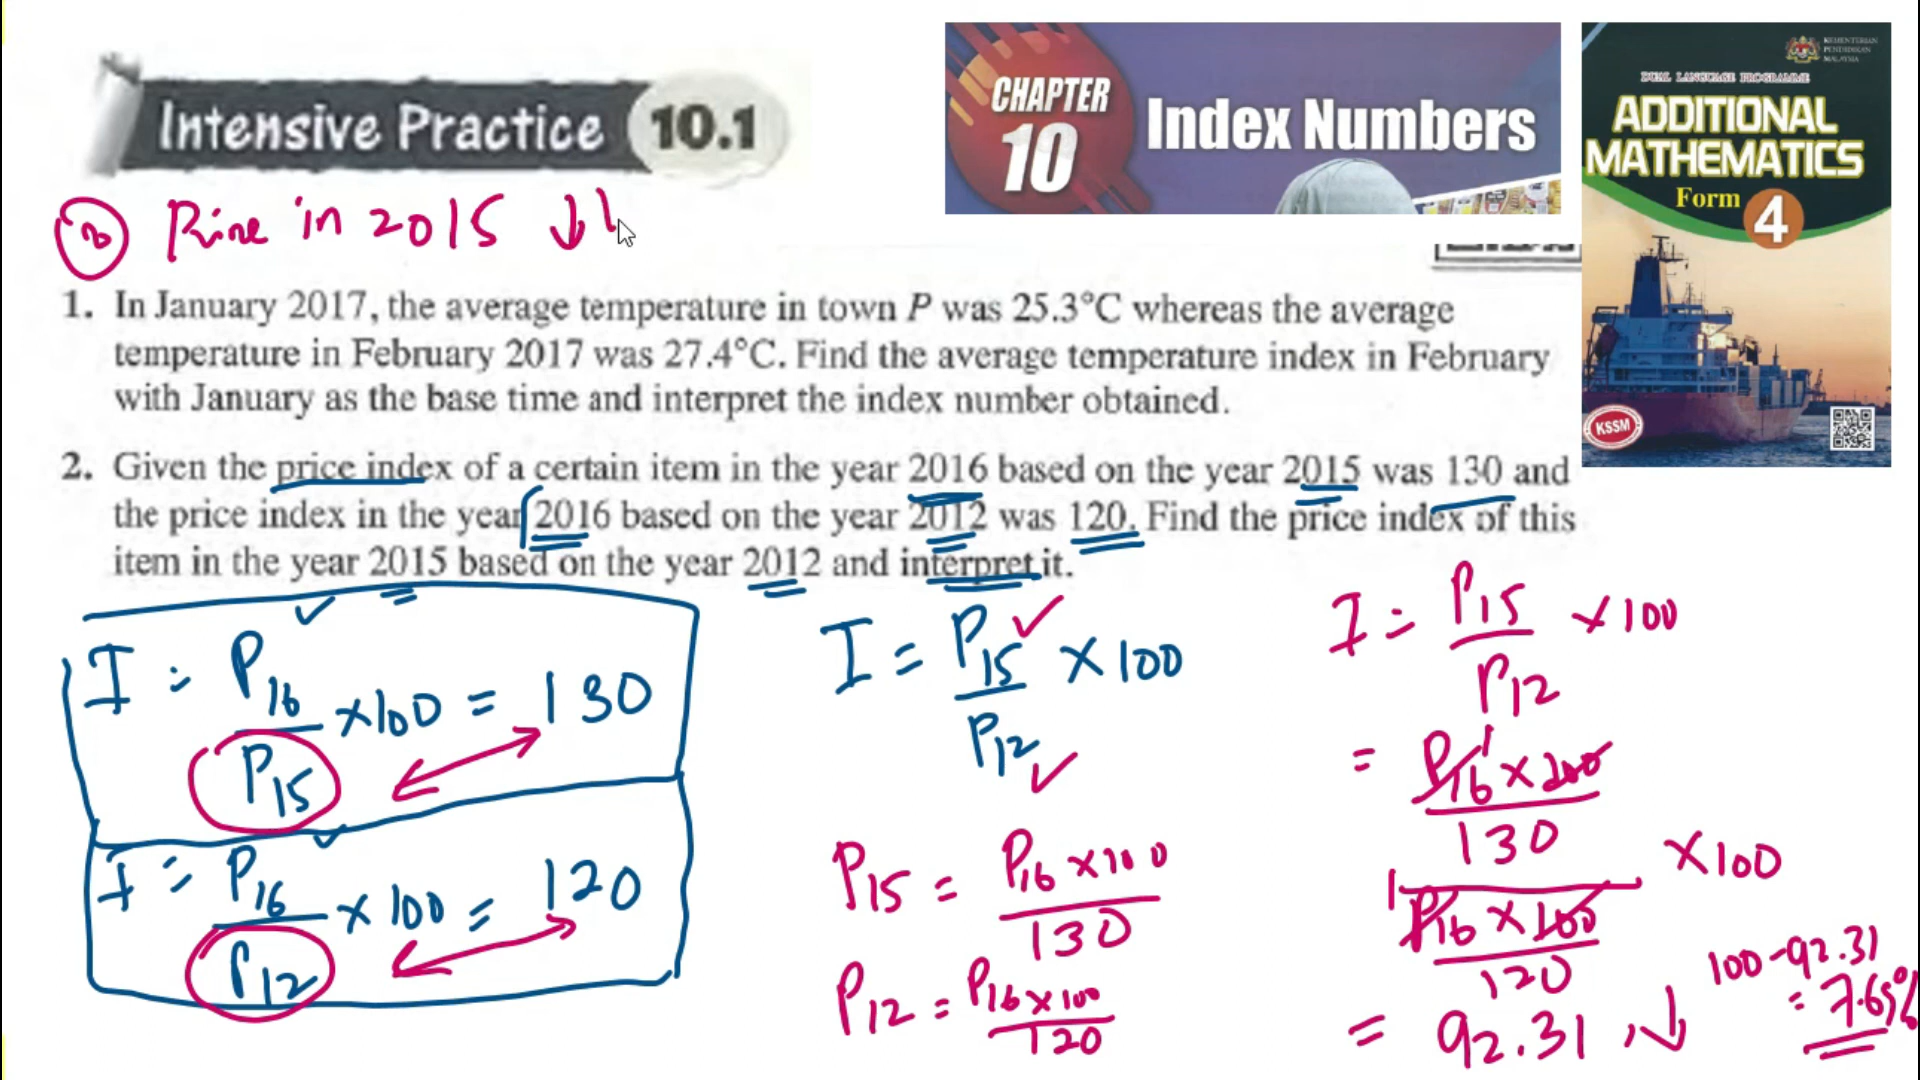 Intensive Practice 10.1
CHAPTER
10
Index Numbers
KEMENTERIAN
PENDIDIKAN
MALAYSIA
DUAL LANGUAGE PROGRAMME
ADDITIONAL
MATHEMATICS
Form 4
KSSM
in 2015 ↓
1. In January 2017, the average temperature in town P was 25.3°C whereas the average
temperature in February 2017 was 27.4°C. Find the average temperature index in February
with January as the base time and interpret the index number obtained.
2. Given the price index of a certain item in the year 2016 based on the year 2015 was 130 and
the price index in the year 2016 based on the year 2012 was 120. Find the price index of this
item in the year 2015 based on the year 2012 and interpret it.
I = P16/P15 × 100 = 130
I = P16/P12 × 100 = 120
I = P15/P12 × 100
P15 = P16 × 100/130
P12 = P16 × 100/120
I = P15/P12 × 100
= P16 × 100/130
P16 × 100/120 × 100
= 92.31 ↓
100 - 92.31
= 7.69%